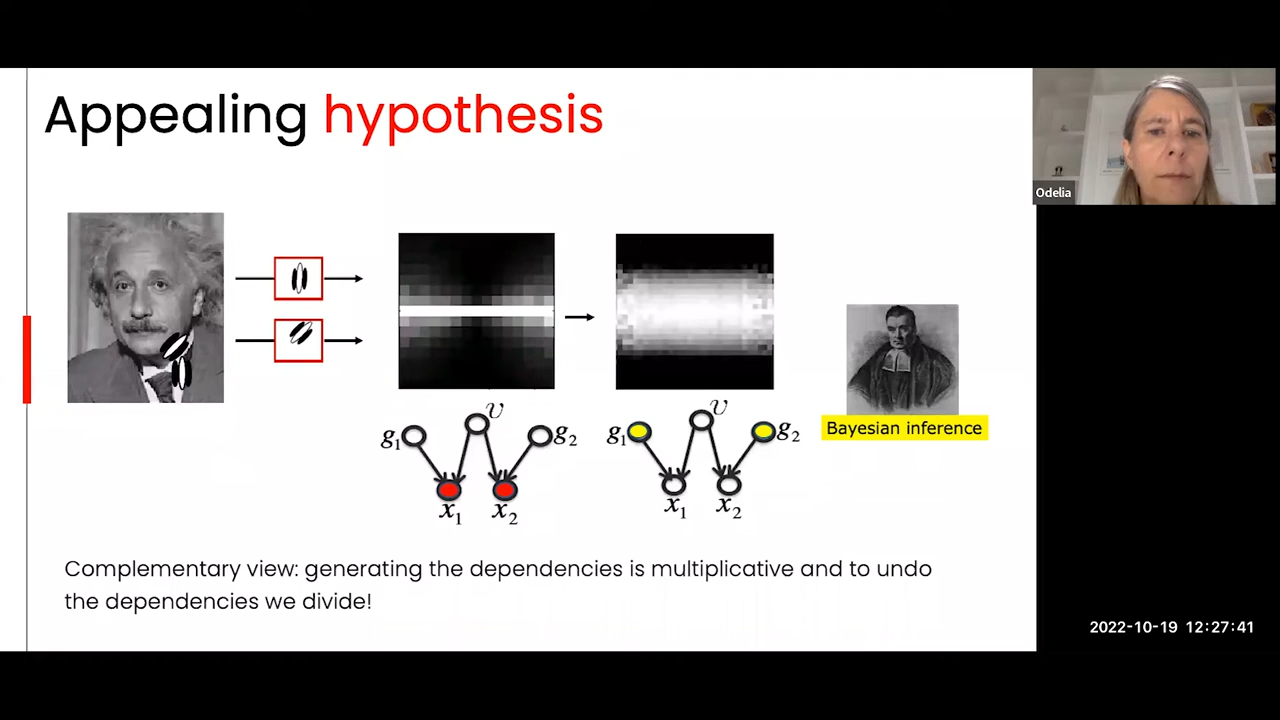 Appealing hypothesis
Odelia
υ
g1
g2
x1
x2
υ
g1
g2
x1
x2
Bayesian inference
Complementary view: generating the dependencies is multiplicative and to undo
the dependencies we divide!
2022-10-19 12:27:41